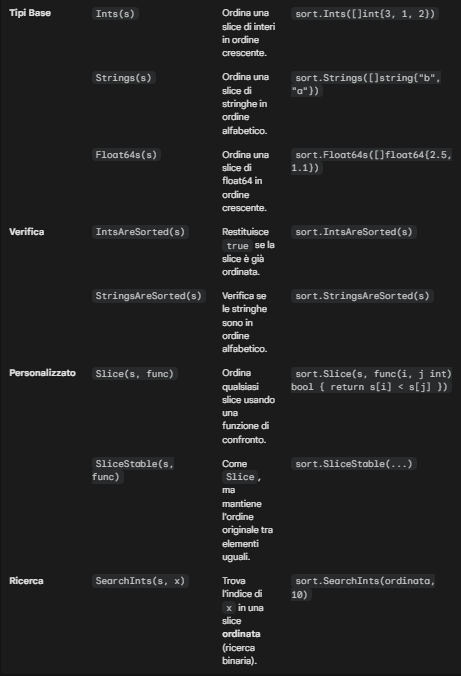 Tipi Base
Ints(s)
Ordina una
slice di interi
in ordine
crescente.
sort.Ints([]int{3, 1, 2})
Strings(s)
Ordina una
slice di
stringhe in
ordine
alfabetico.
sort.Strings([]string{"b",
"a"})
Float64s(s)
Ordina una
slice di
float64 in
ordine
crescente.
sort.Float64s([]float{2.5,
1.1})
Verifica
IntsAreSorted(s)
Restituisce
true se la
slice è già
ordinata.
sort.IntsAreSorted(s)
StringsAreSorted(s)
Verifica se
le stringhe
sono in
ordine
alfabetico.
sort.StringsAreSorted(s)
Personalizzato
Slice(s, func)
Ordina
qualsiasi
slice usando
una
funzione di
confronto.
sort.Slice(s, func(i, j int)
bool { return s[i] < s[j] })
SliceStable(s,
func)
Come
Slice,
ma
mantiene
l'ordine
originale tra
elementi
uguali.
sort.SliceStable(...)
Ricerca
SearchInts(s, x)
Trova
l'indice di
x in una
slice
ordinata
(ricerca
binaria).
sort.SearchInts(ordinata,
10)